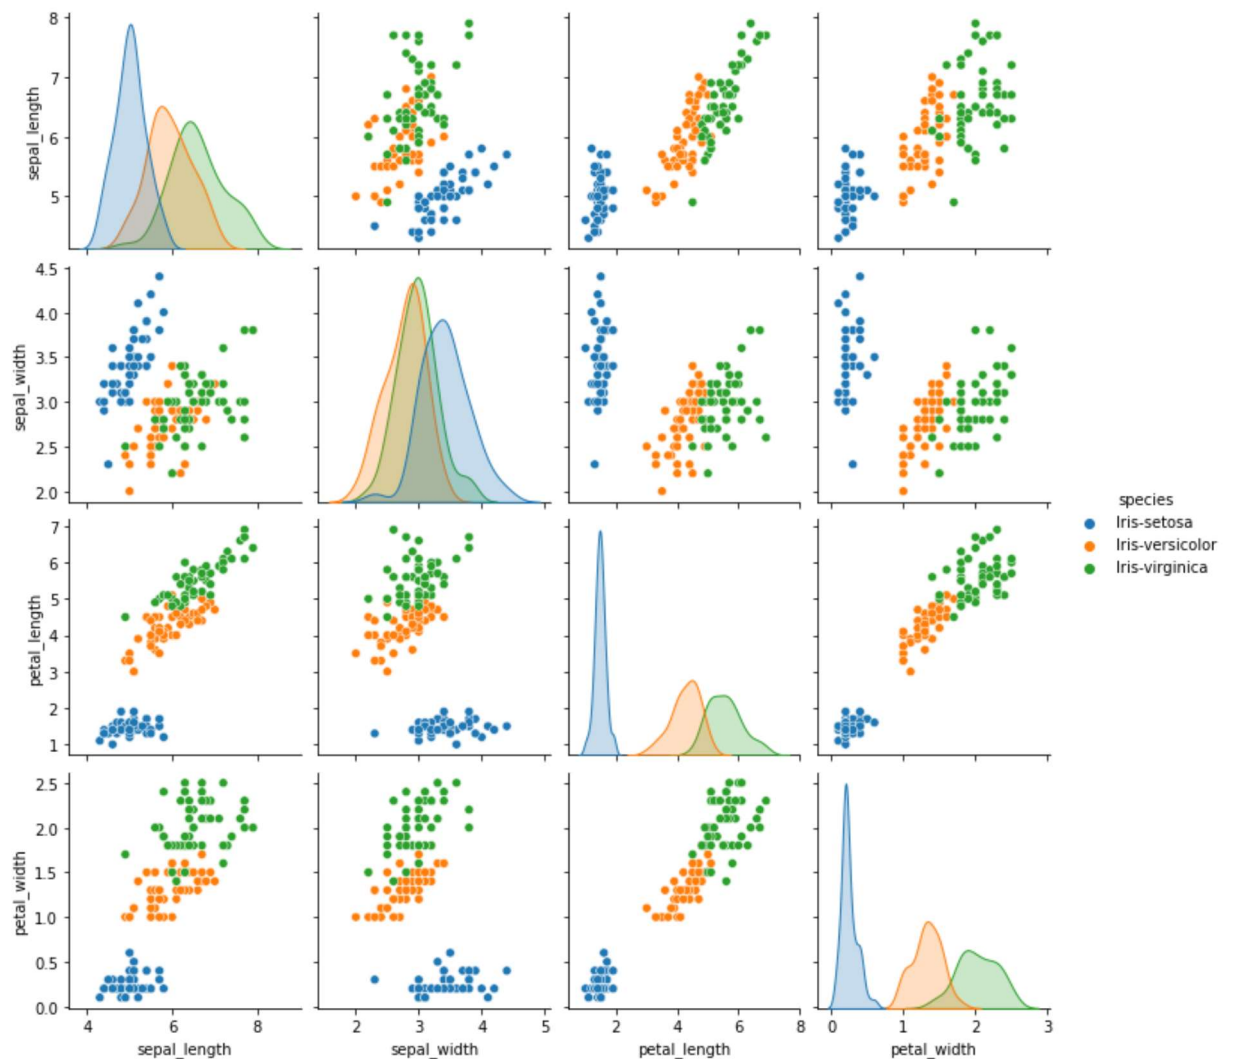 8
7
6
5
sepal_length
4.5
4.0
3.5
3.0
2.5
2.0
sepal_width
species
Iris-setosa
Iris-versicolor
Iris-virginica
7
6
5
4
3
2
1
petal_length
2.5
2.0
1.5
1.0
0.5
0.0
petal_width
4 6 8 2 3 4 5 2 4 6 8 0 1 2 3
sepal_length sepal_width petal_length petal_width